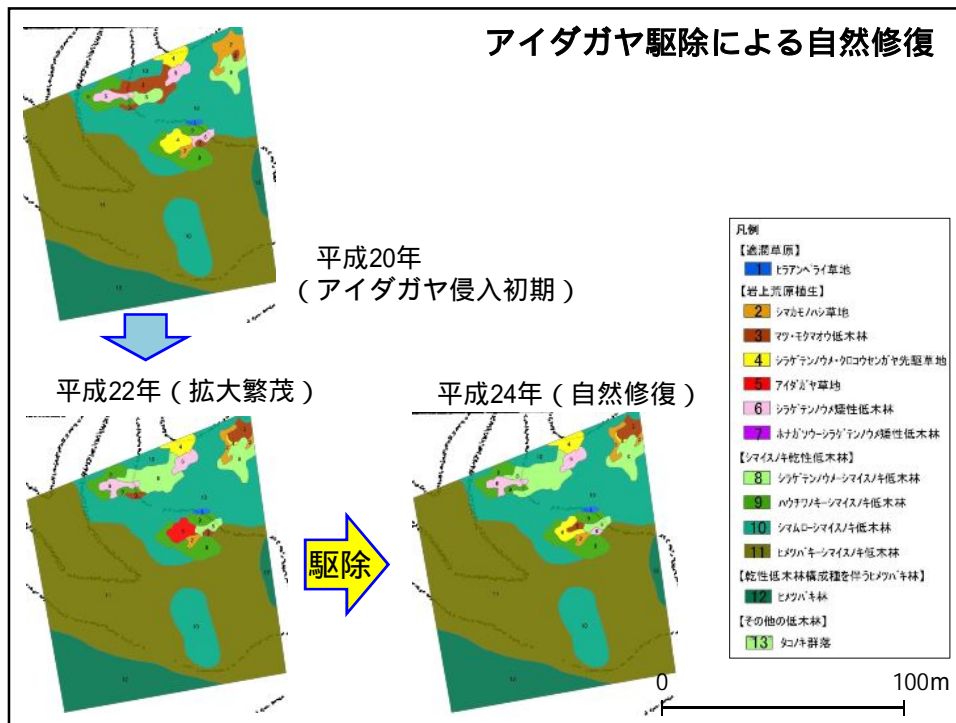 アイダガヤ駆除による自然修復
平成20年
（アイダガヤ侵入初期）
平成22年（拡大繁茂）
平成24年（自然修復）
駆除
凡例
【適潤草原】
1 ヒラアンペライ草地
【岩上荒原植生】
2 シマカモノハシ草地
3 マツ・モクマオウ低木林
4 シラゲテンノウメ・クロコウセンガヤ先駆草地
5 アイダガヤ草地
6 シラゲテンノウメ矮性低木林
7 ホナガソウーシラゲテンノウメ矮性低木林
【シマイスノキ乾性低木林】
8 シラゲテンノウメーシマイスノキ低木林
9 ハウチワノキーシマイスノキ低木林
10 シマムローシマイスノキ低木林
11 ヒメツバキーシマイスノキ低木林
【乾性低木林構成種を伴うヒメツバキ林】
12 ヒメツバキ林
【その他の低木林】
13 タコノキ群落
0 100m